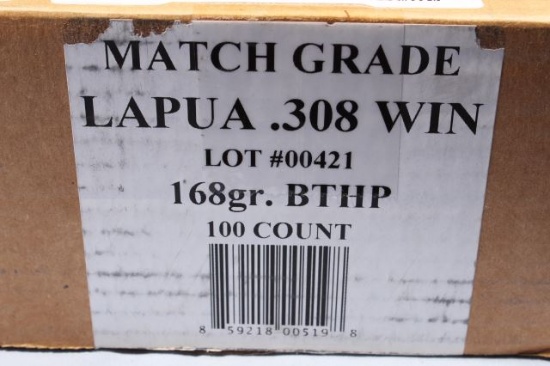 MATCH GRADE
LAPUA .308 WIN
LOT #00421
168gr. BTHP
100 COUNT
8 59218 00519 8